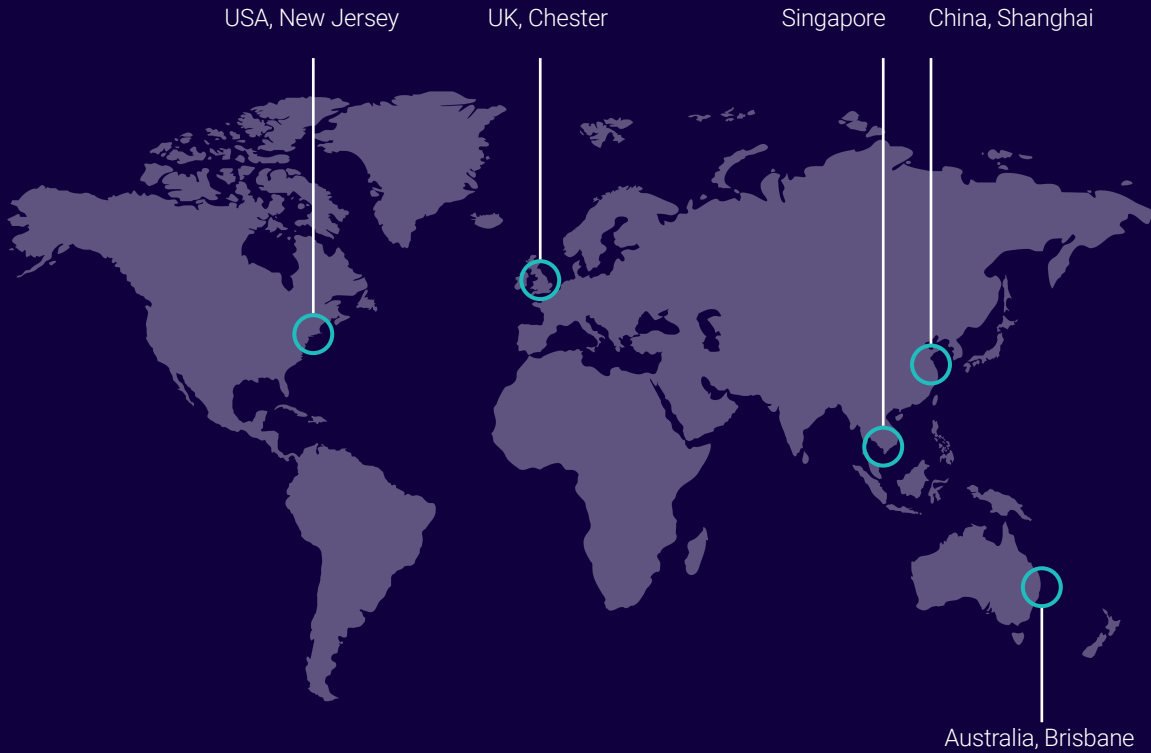 USA, New Jersey
UK, Chester
Singapore
China, Shanghai
Australia, Brisbane